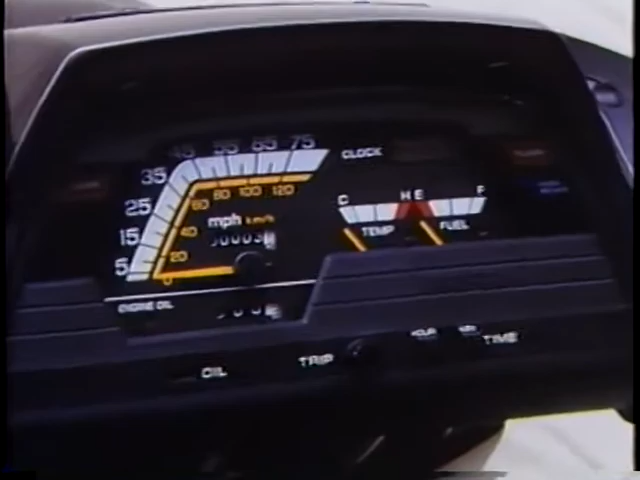 45 55 65 75
CLOCK
35
25
15
5
60 80 100 120
40
20
0
mph km/h
00003
C H E F
TEMP FUEL
ENGINE OIL
OIL TRIP TIME